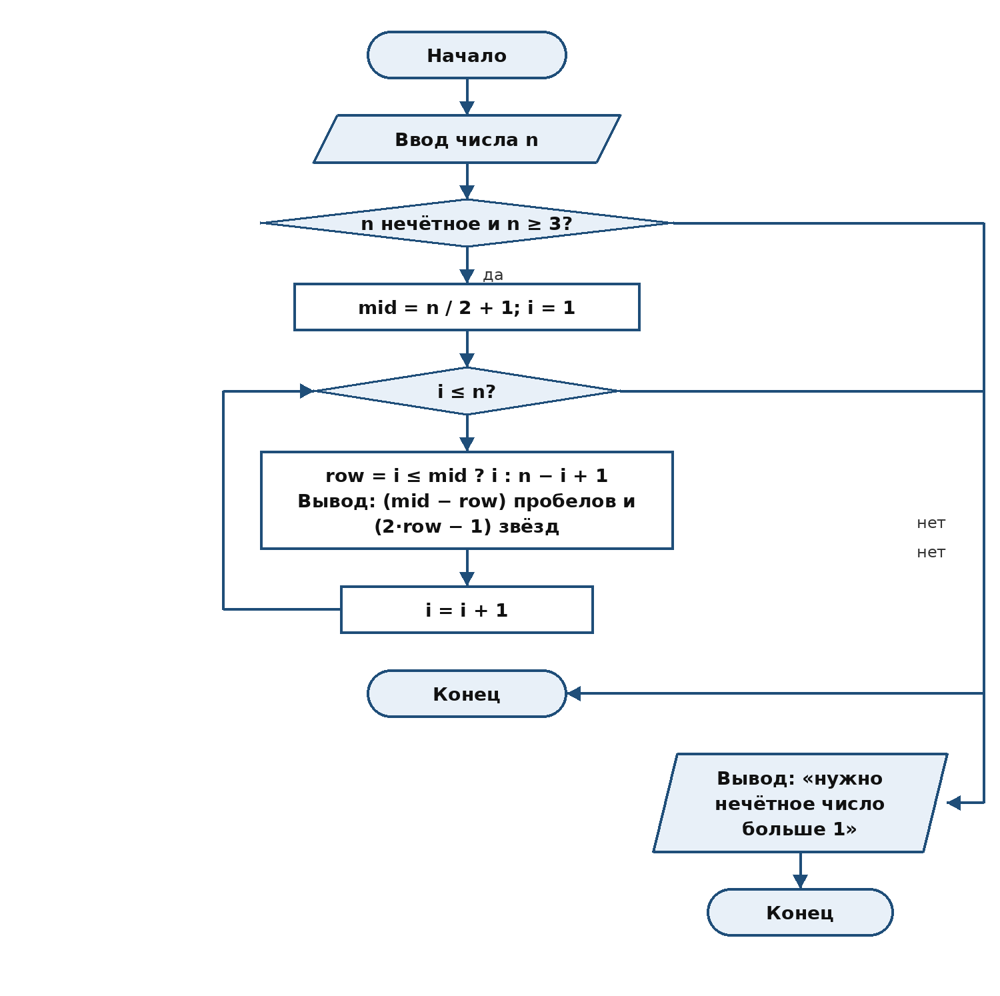 Начало
Ввод числа n
n нечётное и n ≥ 3?
да
mid = n / 2 + 1; i = 1
i ≤ n?
row = i ≤ mid ? i : n − i + 1
Вывод: (mid − row) пробелов и
(2·row − 1) звёзд
нет
нет
i = i + 1
Конец
Вывод: «нужно
нечётное число
больше 1»
Конец